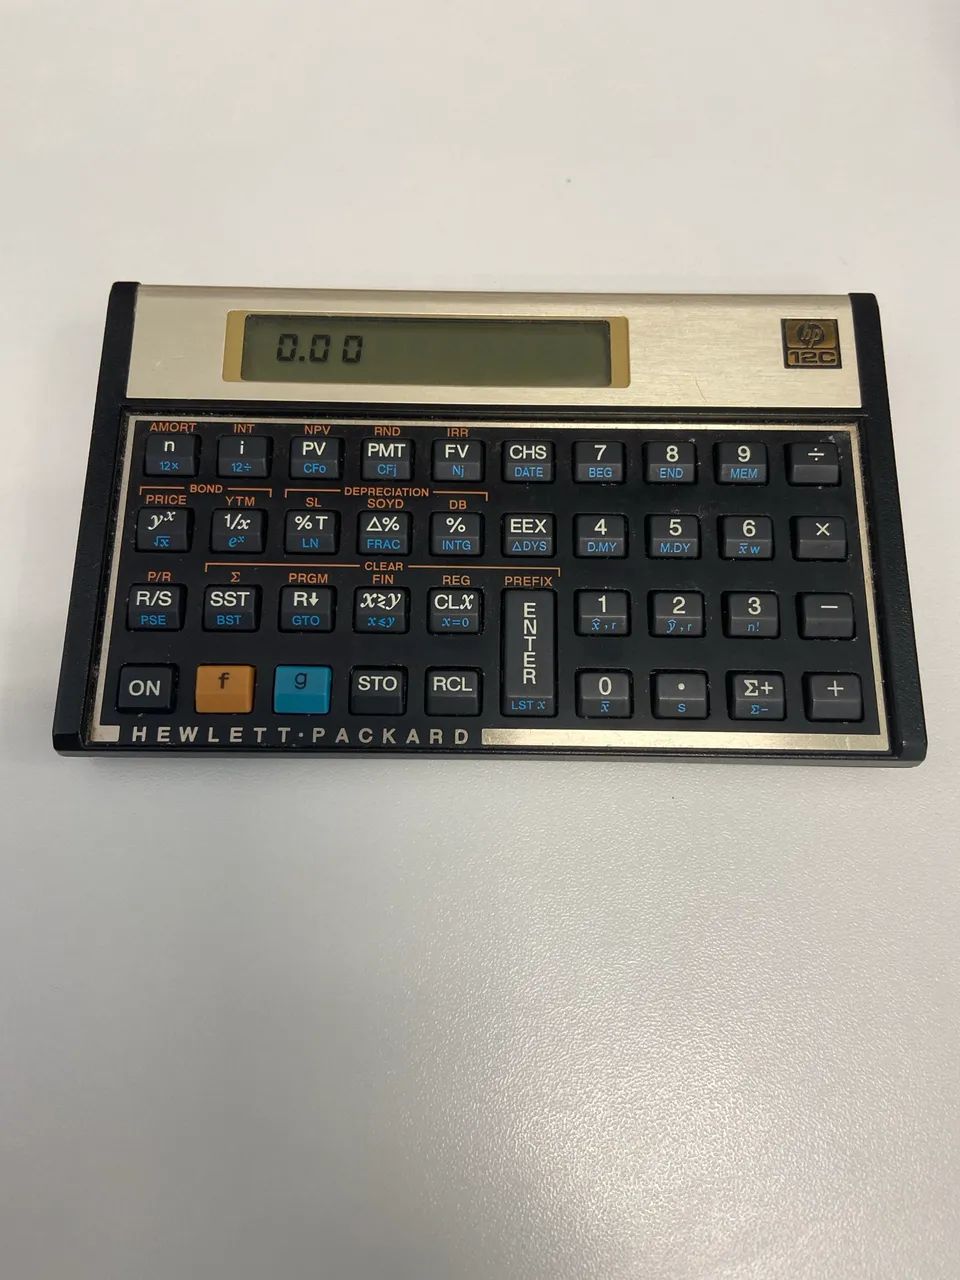 0.00
hp
12C
AMORT INT NPV RND IRR
n i PV PMT FV CHS 7 8 9 ÷
12× 12÷ CFo CFj Nj DATE BEG END MEM
BOND DEPRECIATION
PRICE YTM SL SOYD DB
yˣ 1/x %T Δ% % EEX 4 5 6 ×
√x eˣ LN FRAC INTG ΔDYS D.MY M.DY x̄w
CLEAR
P/R Σ PRGM FIN REG PREFIX
R/S SST R↓ x≷y CLx ENTER 1 2 3 −
PSE BST GTO x≤y x=0 x̂,r ŷ,r n!
ON f g STO RCL 0 · Σ+ +
LST x x̄ s Σ−
HEWLETT·PACKARD